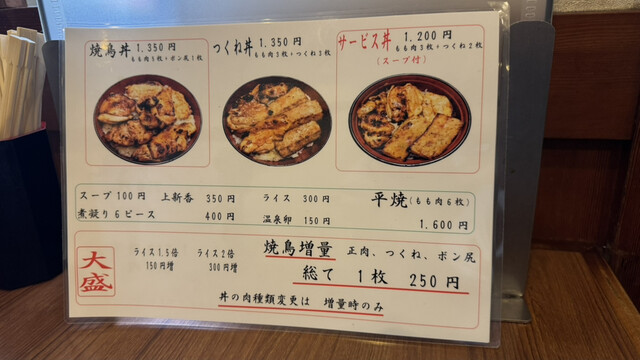 焼鳥丼 1,350円
もも肉3枚+ボン尻1枚
つくね丼 1,350円
もも肉3枚+つくね2枚
サービス丼 1,200円
もも肉3枚+つくね2枚
(スープ付)
スープ 100円 上新香 350円 ライス 300円 平焼(もも肉6枚)
煮凝り6ピース 400円 温泉卵 150円 1,600円
大盛
ライス1.5倍 ライス2倍
150円増 300円増
焼鳥増量 正肉、つくね、ボン尻
総て 1枚 250円
丼の肉種類変更は 増量時のみ